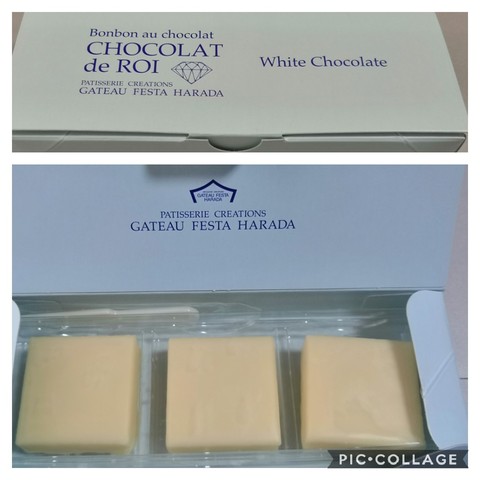 Bonbon au chocolat
CHOCOLAT
de ROI
PATISSERIE CREATIONS
GATEAU FESTA HARADA
White Chocolate
GATEAU FESTA
HARADA
PATISSERIE CREATIONS
GATEAU FESTA HARADA
PIC•COLLAGE